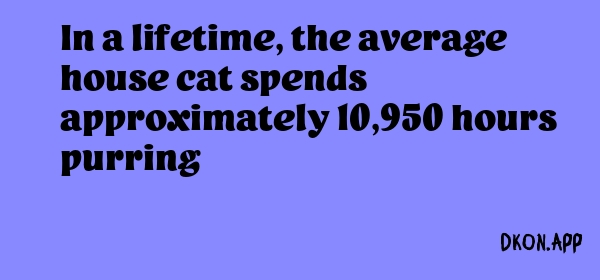 In a lifetime, the average
house cat spends
approximately 10,950 hours
purring
DKON.APP